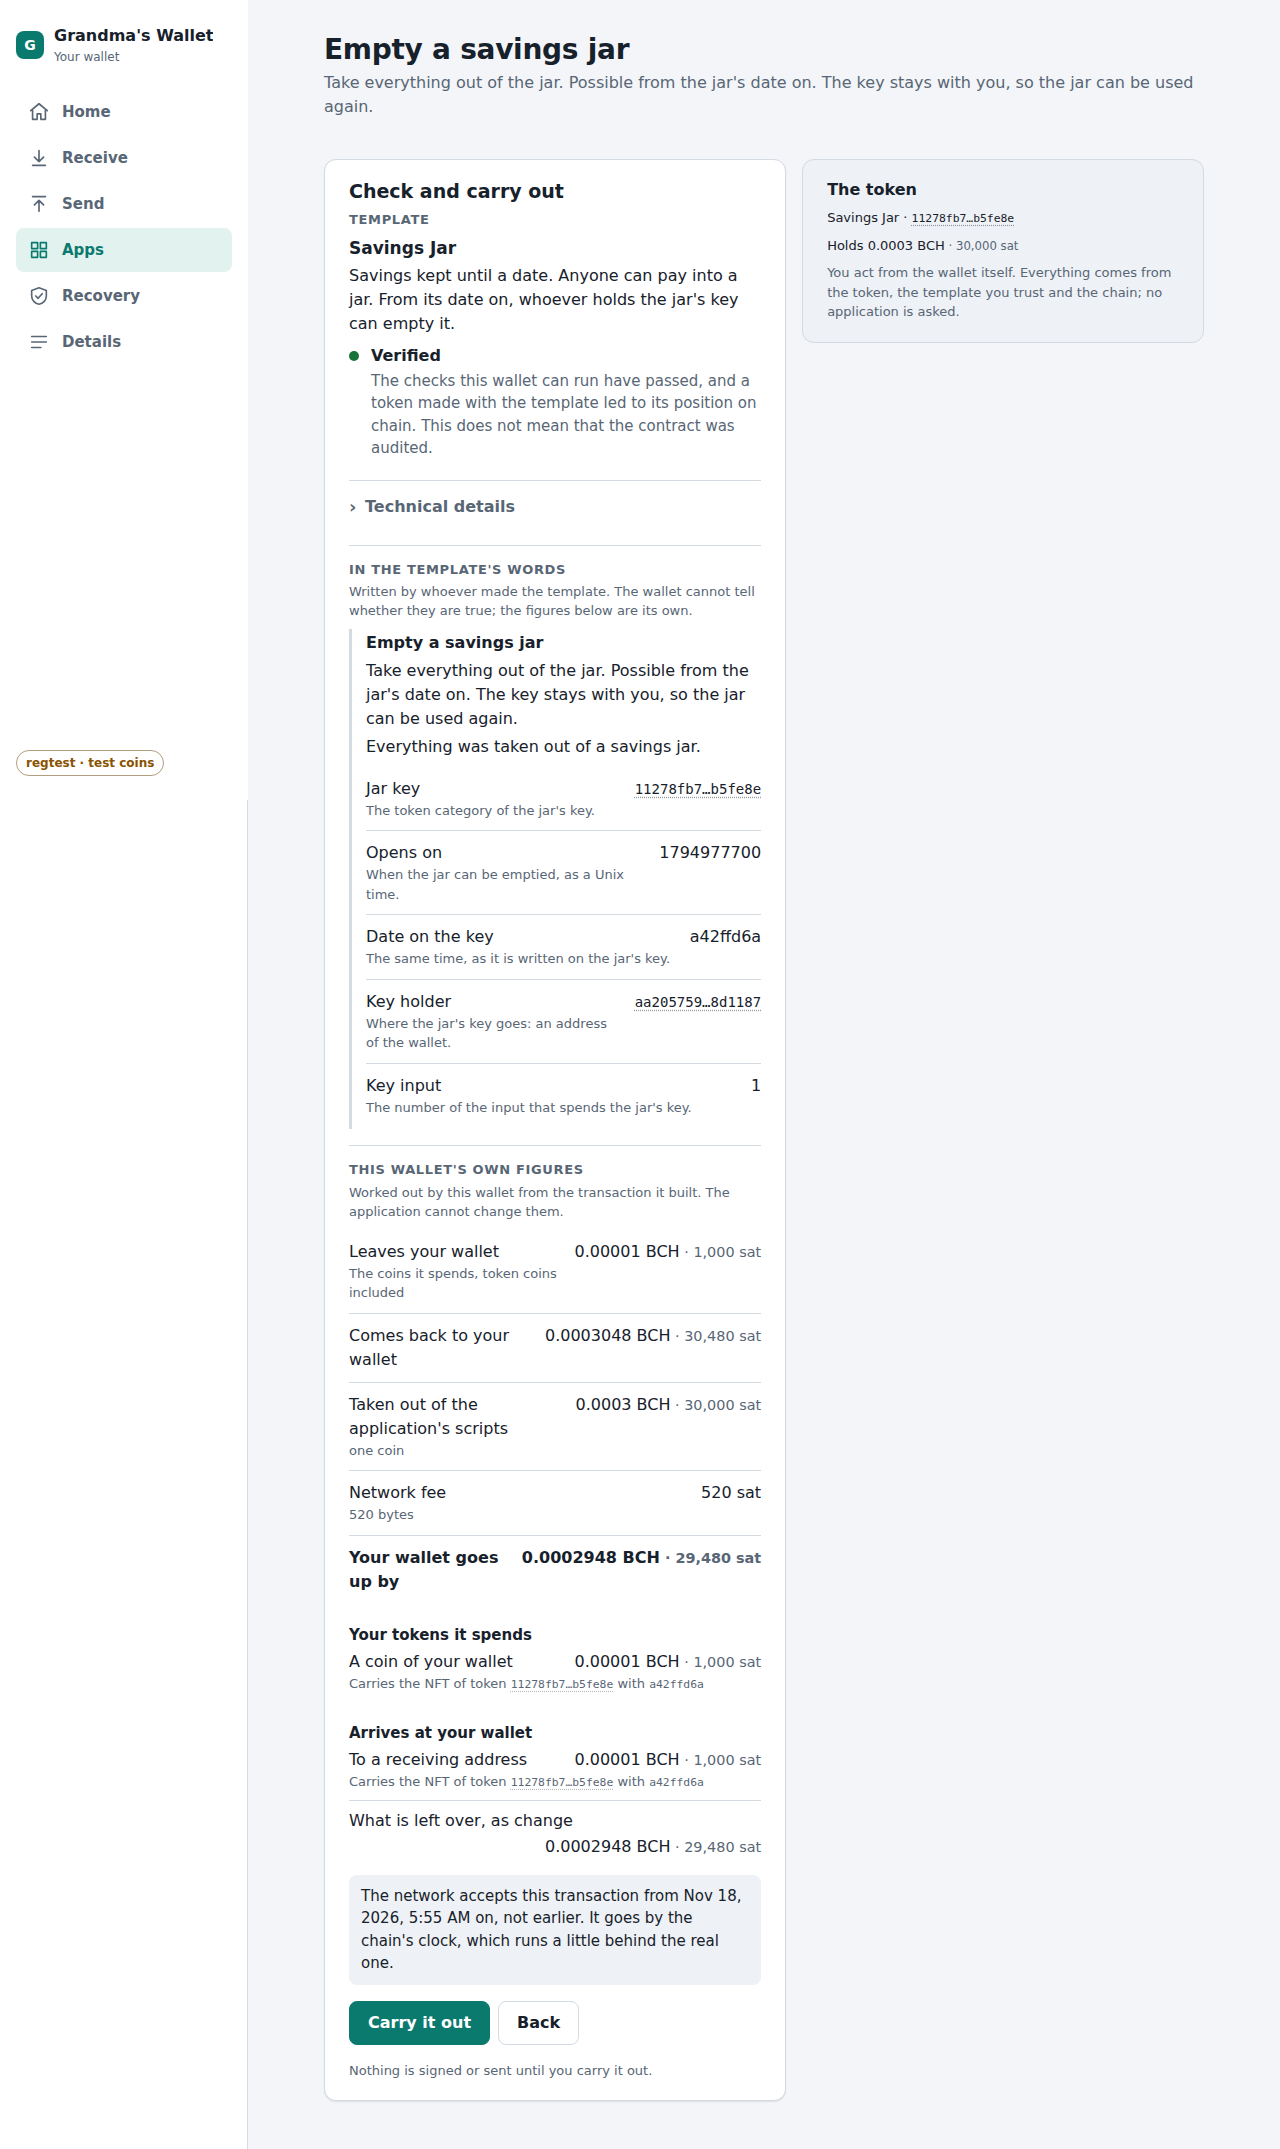 G
Grandma's Wallet
Your wallet
Home
Receive
Send
Apps
Recovery
Details
regtest · test coins
Empty a savings jar
Take everything out of the jar. Possible from the jar's date on. The key stays with you, so the jar can be used
again.
Check and carry out
TEMPLATE
Savings Jar
Savings kept until a date. Anyone can pay into a
jar. From its date on, whoever holds the jar's key
can empty it.
Verified
The checks this wallet can run have passed, and a
token made with the template led to its position on
chain. This does not mean that the contract was
audited.
› Technical details
IN THE TEMPLATE'S WORDS
Written by whoever made the template. The wallet cannot tell
whether they are true; the figures below are its own.
Empty a savings jar
Take everything out of the jar. Possible from the
jar's date on. The key stays with you, so the jar
can be used again.
Everything was taken out of a savings jar.
Jar key 11278fb7…b5fe8e
The token category of the jar's key.
Opens on 1794977700
When the jar can be emptied, as a Unix
time.
Date on the key a42ffd6a
The same time, as it is written on the jar's key.
Key holder aa205759…8d1187
Where the jar's key goes: an address
of the wallet.
Key input 1
The number of the input that spends the jar's key.
THIS WALLET'S OWN FIGURES
Worked out by this wallet from the transaction it built. The
application cannot change them.
Leaves your wallet 0.00001 BCH · 1,000 sat
The coins it spends, token coins
included
Comes back to your 0.0003048 BCH · 30,480 sat
wallet
Taken out of the 0.0003 BCH · 30,000 sat
application's scripts
one coin
Network fee 520 sat
520 bytes
Your wallet goes 0.0002948 BCH · 29,480 sat
up by
Your tokens it spends
A coin of your wallet 0.00001 BCH · 1,000 sat
Carries the NFT of token 11278fb7…b5fe8e with a42ffd6a
Arrives at your wallet
To a receiving address 0.00001 BCH · 1,000 sat
Carries the NFT of token 11278fb7…b5fe8e with a42ffd6a
What is left over, as change
0.0002948 BCH · 29,480 sat
The network accepts this transaction from Nov 18,
2026, 5:55 AM on, not earlier. It goes by the
chain's clock, which runs a little behind the real
one.
Carry it out Back
Nothing is signed or sent until you carry it out.
The token
Savings Jar · 11278fb7…b5fe8e
Holds 0.0003 BCH · 30,000 sat
You act from the wallet itself. Everything comes from
the token, the template you trust and the chain; no
application is asked.